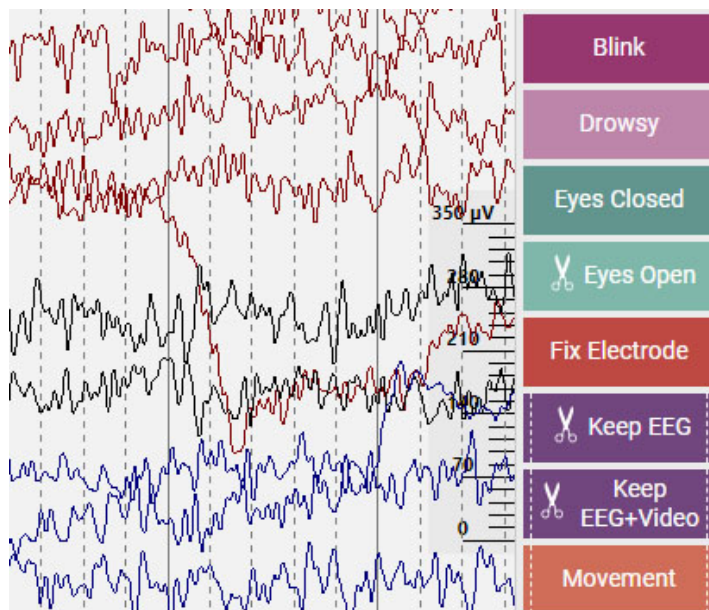 Blink
Drowsy
Eyes Closed
Eyes Open
Fix Electrode
Keep EEG
Keep
EEG+Video
Movement
350 µV
280
210
140
70
0